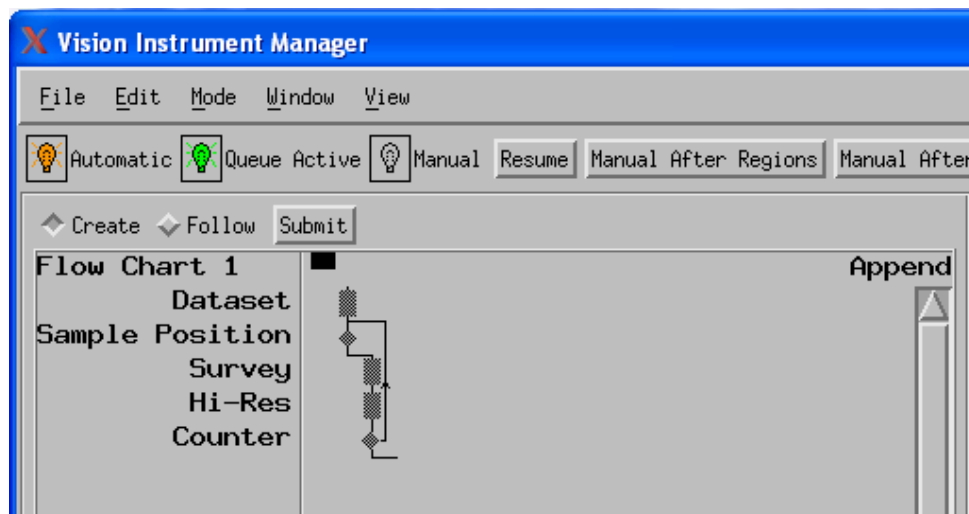 Vision Instrument Manager
File Edit Mode Window View
Automatic Queue Active Manual Resume Manual After Regions Manual After
Create Follow Submit
Flow Chart 1 Append
Dataset
Sample Position
Survey
Hi-Res
Counter